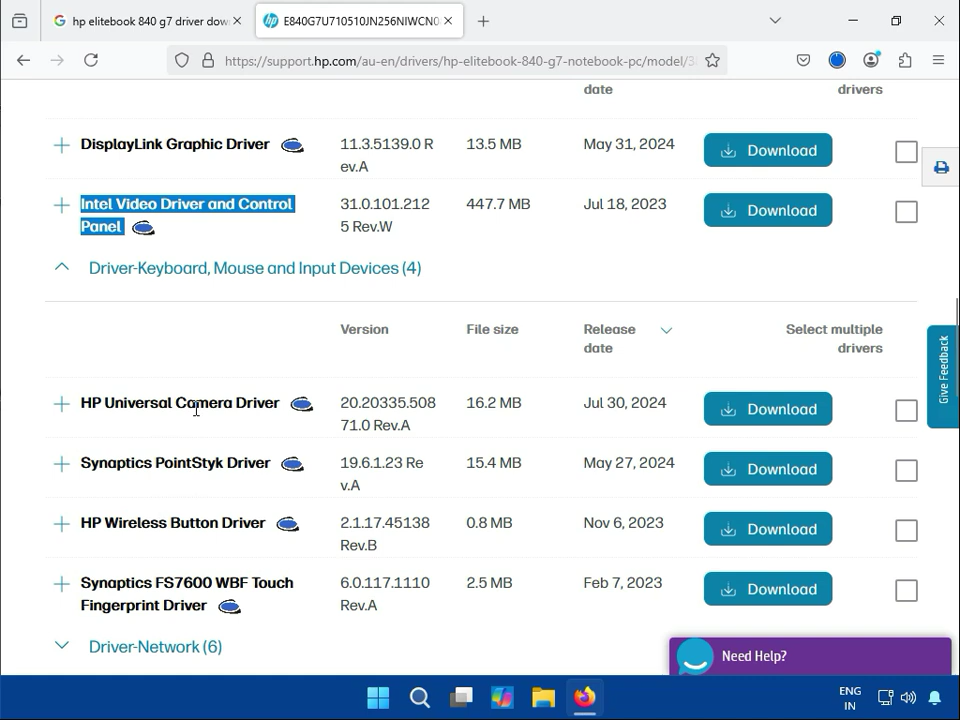 hp elitebook 840 g7 driver dow
E840G7U710510JN256NIWCN0
https://support.hp.com/au-en/drivers/hp-elitebook-840-g7-notebook-pc/model/3
date drivers
DisplayLink Graphic Driver 11.3.5139.0 R 13.5 MB May 31, 2024 Download
ev.A
Intel Video Driver and Control 31.0.101.212 447.7 MB Jul 18, 2023 Download
Panel 5 Rev.W
Driver-Keyboard, Mouse and Input Devices (4)
Version File size Release Select multiple
date drivers
HP Universal Camera Driver 20.20335.508 16.2 MB Jul 30, 2024 Download
71.0 Rev.A
Synaptics PointStyk Driver 19.6.1.23 Re 15.4 MB May 27, 2024 Download
v.A
HP Wireless Button Driver 2.1.17.45138 0.8 MB Nov 6, 2023 Download
Rev.B
Synaptics FS7600 WBF Touch 6.0.117.1110 2.5 MB Feb 7, 2023 Download
Fingerprint Driver Rev.A
Driver-Network (6)
Give Feedback
Need Help?
ENG
IN